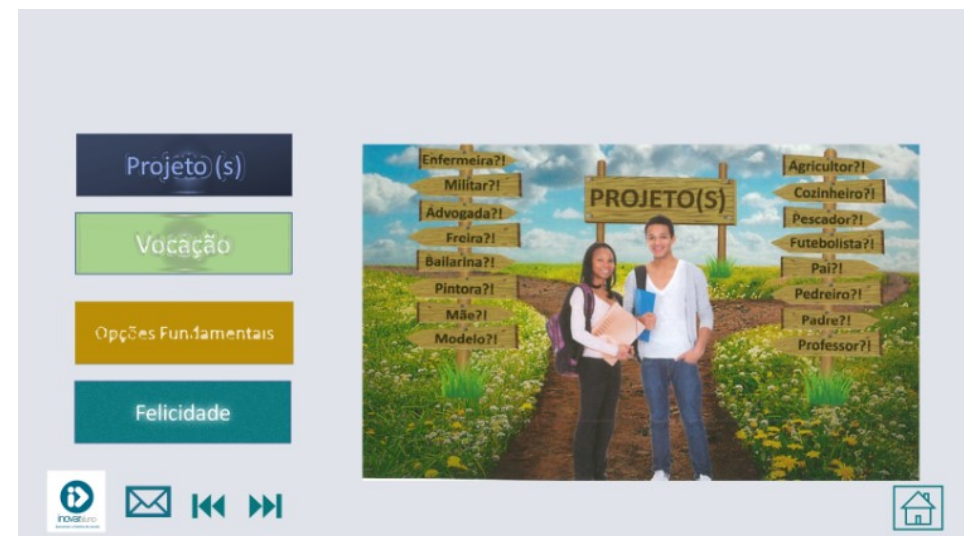 Projeto (s)
Vocação
Opções Fundamentais
Felicidade
Enfermeira?!
Militar?!
Advogada?!
Freira?!
Bailarina?!
Pintora?!
Mãe?!
Modelo?!
PROJETO(S)
Agricultor?!
Cozinheiro?!
Pescador?!
Futebolista?!
Pai?!
Pedreiro?!
Padre?!
Professor?!
inovar